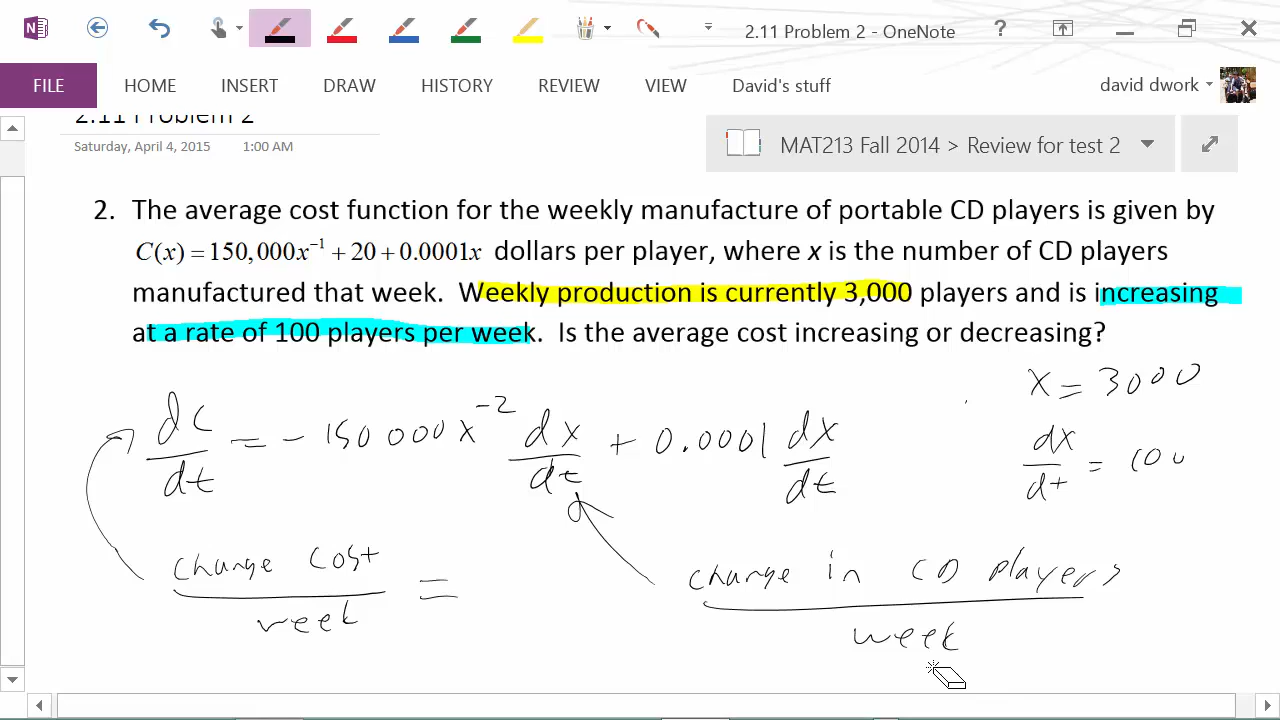 2.11 Problem 2 - OneNote
?
FILE HOME INSERT DRAW HISTORY REVIEW VIEW David's stuff david dwork
2.11 Problem 2
Saturday, April 4, 2015 1:00 AM
MAT213 Fall 2014 > Review for test 2
2. The average cost function for the weekly manufacture of portable CD players is given by
C(x) = 150,000x⁻¹ + 20 + 0.0001x dollars per player, where x is the number of CD players
manufactured that week. Weekly production is currently 3,000 players and is increasing
at a rate of 100 players per week. Is the average cost increasing or decreasing?
x = 3000
dC/dt = - 150000x⁻² dx/dt + 0.0001 dx/dt
dx/dt = 100
change cost / week =
change in CD players / week